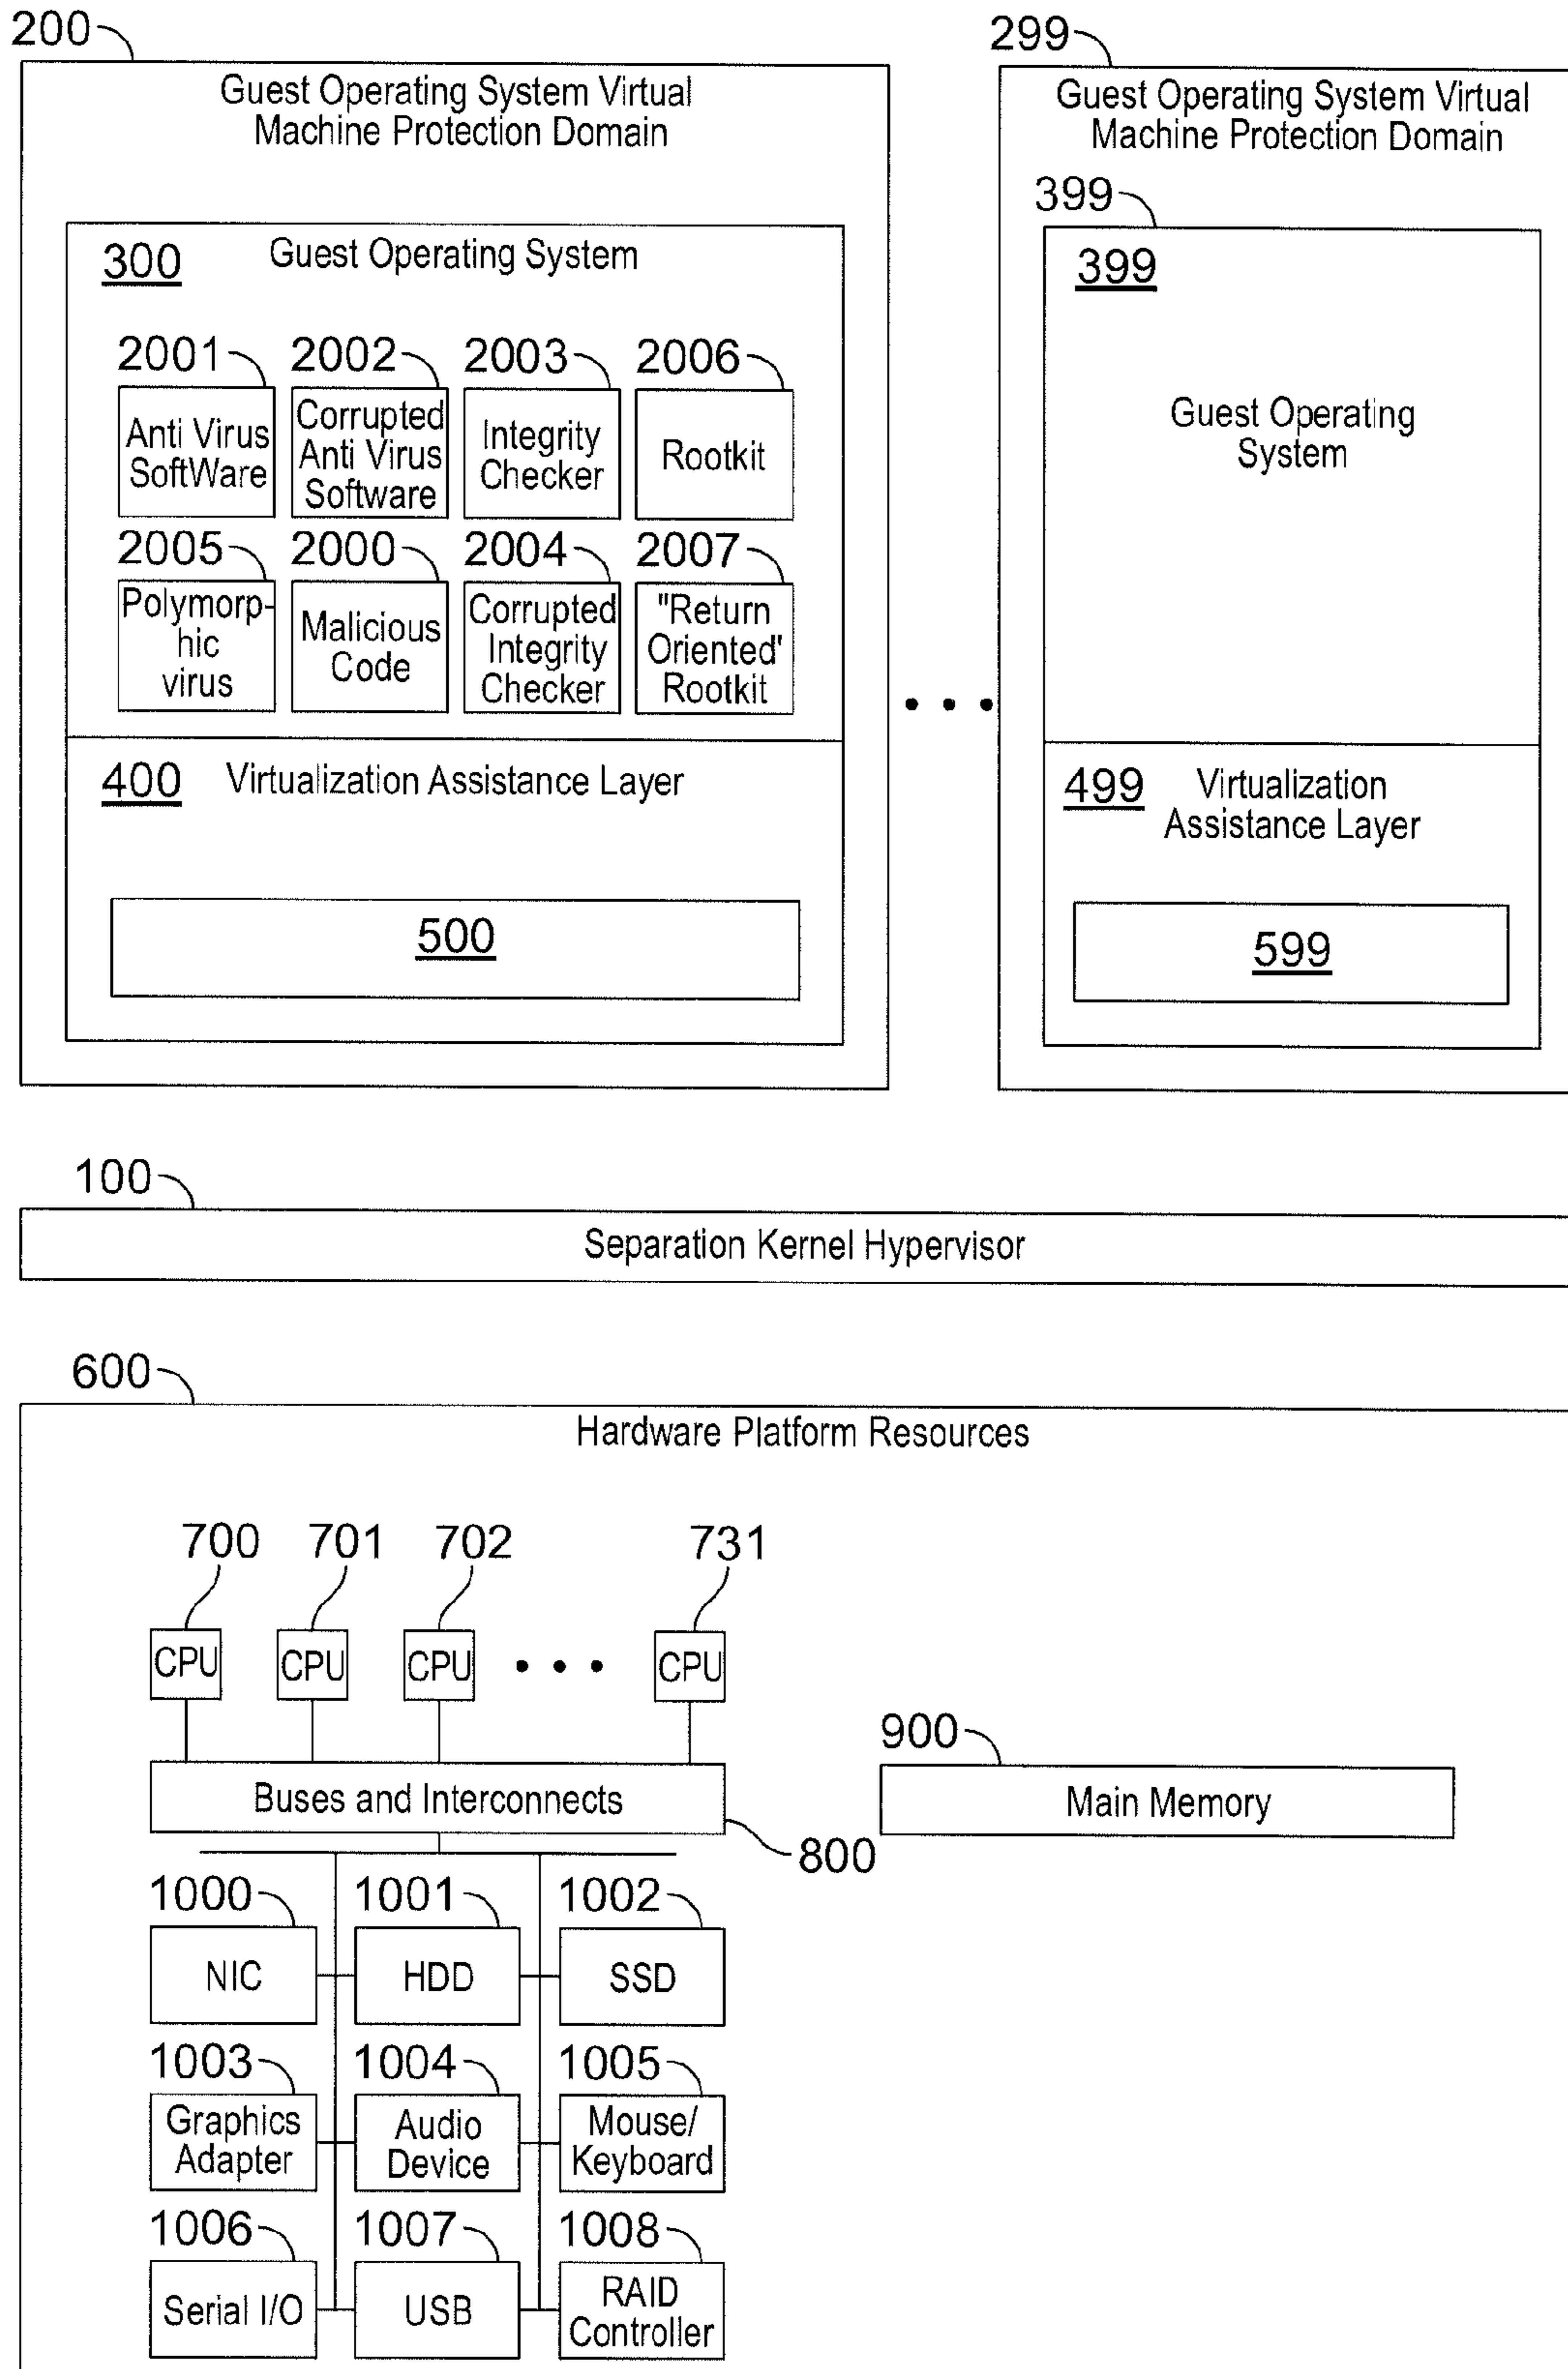 200
Guest Operating System Virtual
Machine Protection Domain
300
Guest Operating System
2001
2002
2003
2006
Anti Virus
SoftWare
Corrupted
Anti Virus
Software
Integrity
Checker
Rootkit
2005
2000
2004
2007
Polymorp-
hic
virus
Malicious
Code
Corrupted
Integrity
Checker
"Return
Oriented'
Rootkit
400
Virtualization Assistance Layer
500
299
Guest Operating System Virtual
Machine Protection Domain
399
399
Guest Operating
System
499
Virtualization
Assistance Layer
599
100
Separation Kernel Hypervisor
600
Hardware Platform Resources
700
701
702
731
CPU
CPU
CPU
CPU
Buses and Interconnects
800
900
Main Memory
1000
1001
1002
NIC
HDD
SSD
1003
1004
1005
Graphics
Adapter
Audio
Device
Mouse/
Keyboard
1006
1007
1008
Serial I/O
USB
RAID
Controller